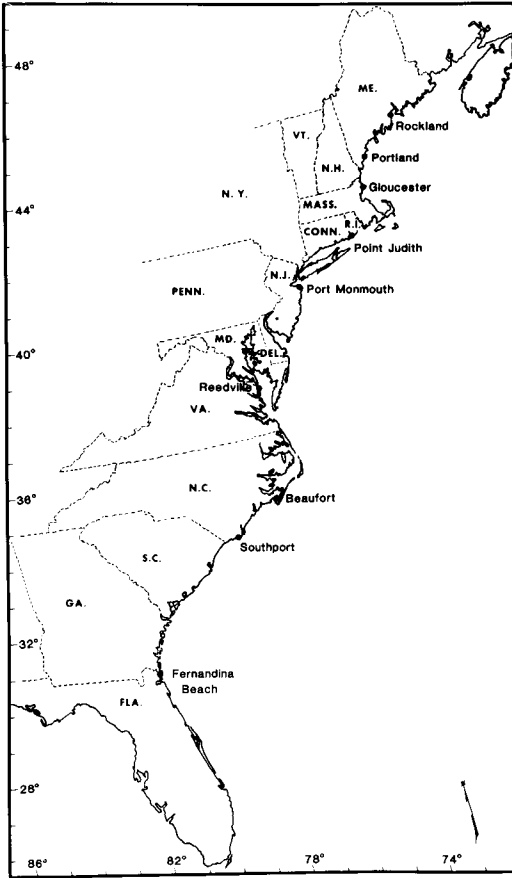 48°
ME.
Rockland
VT.
Portland
N.H.
Gloucester
N.Y.
MASS.
44°
CONN.
R.I.
Point Judith
N.J.
PENN.
Port Monmouth
MD.
40°
DEL.
Reedville
VA.
N.C.
36°
Beaufort
Southport
S.C.
GA.
32°
Fernandina
Beach
FLA.
28°
86°
82°
78°
74°